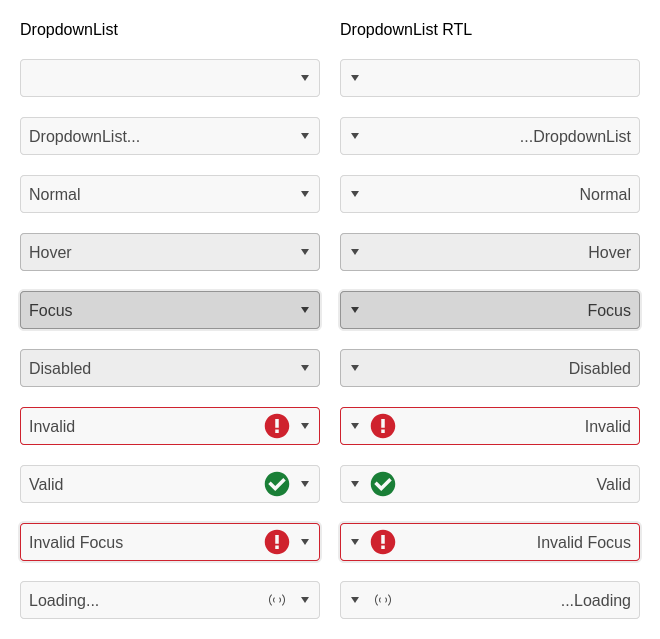 DropdownList
DropdownList...
Normal
Hover
Focus
Disabled
Invalid
Valid
Invalid Focus
Loading...
DropdownList RTL
...DropdownList
Normal
Hover
Focus
Disabled
Invalid
Valid
Invalid Focus
...Loading